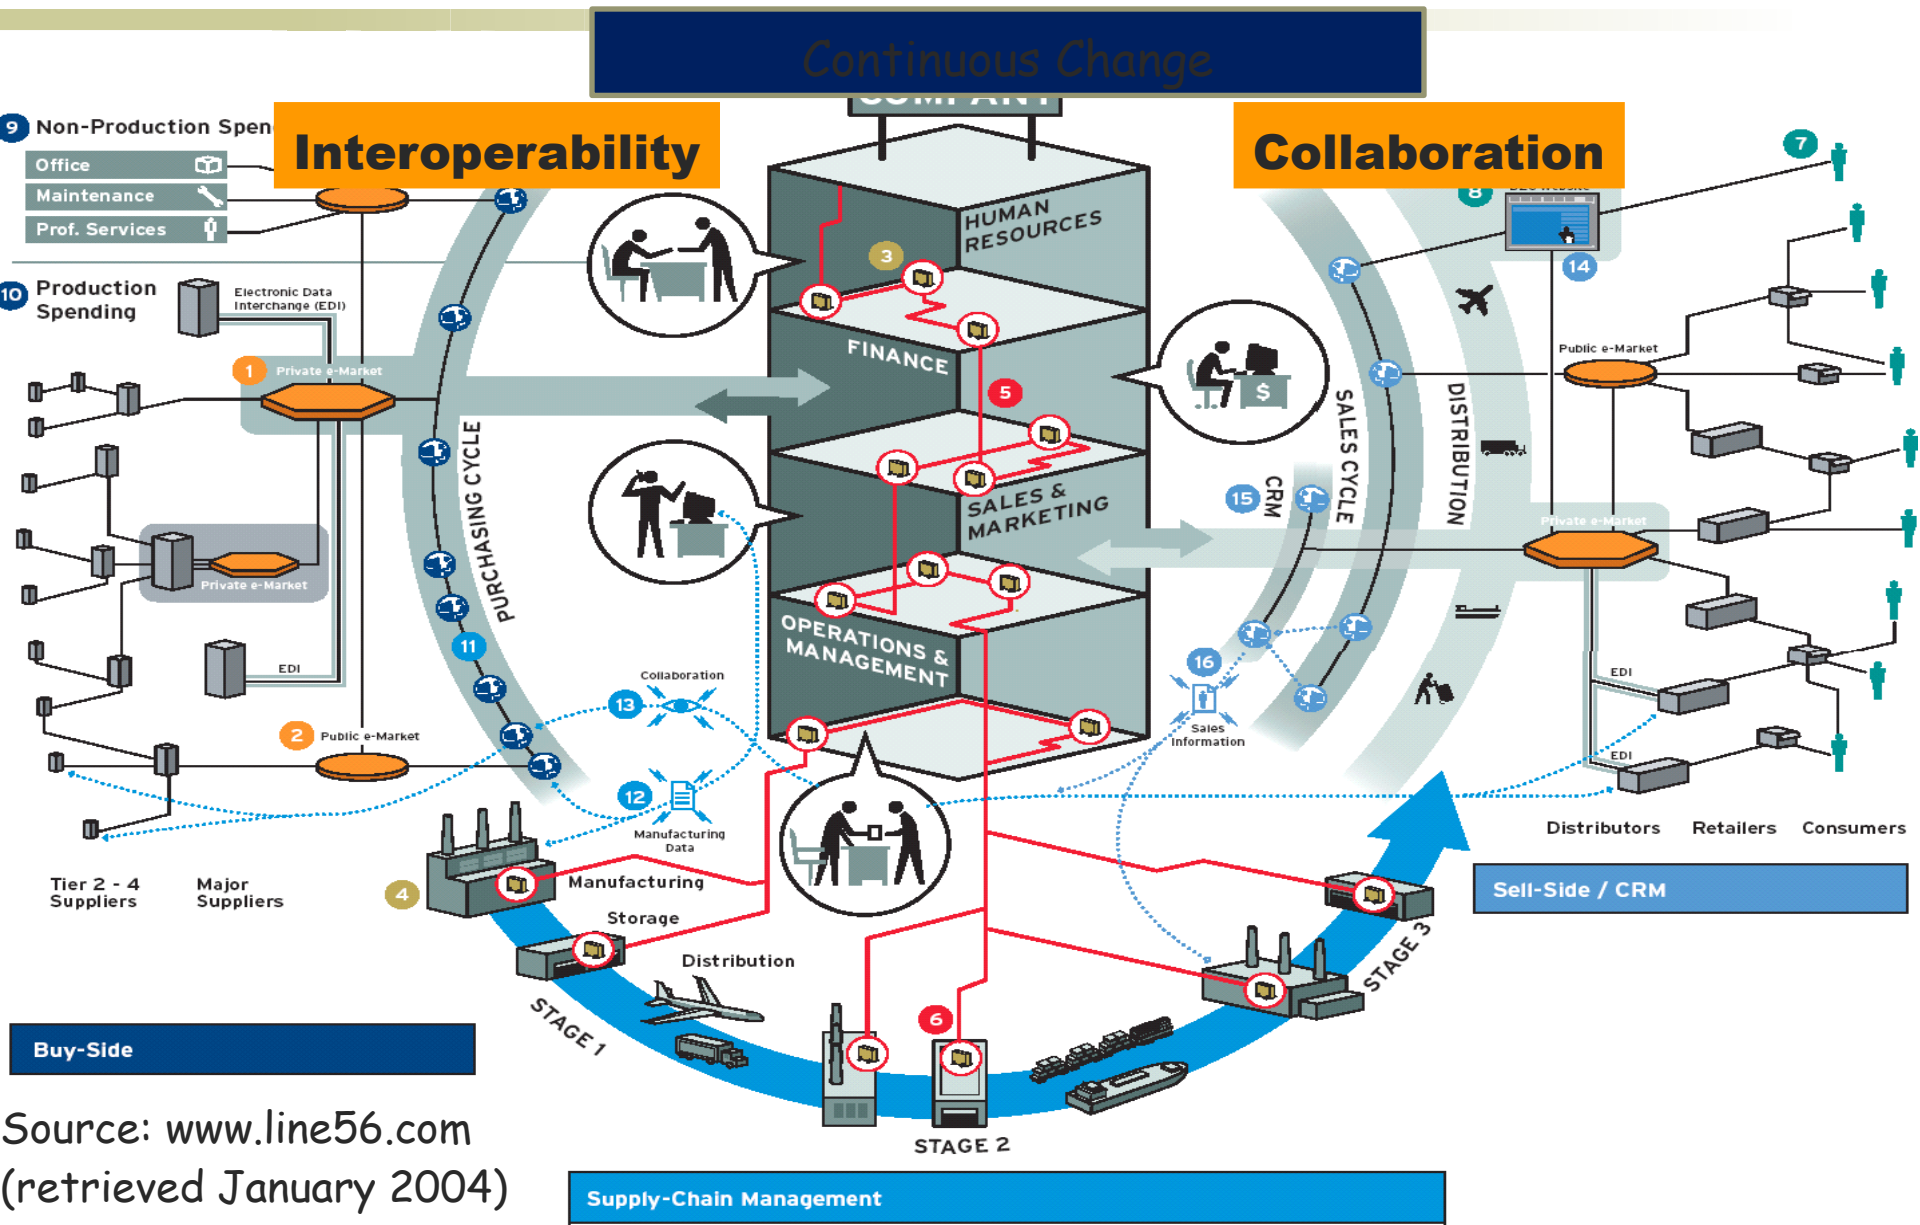 Continuous Change
COMPANY
Interoperability
Collaboration
9 Non-Production Spen
Office
Maintenance
Prof. Services
10 Production
Spending
Electronic Data
Interchange (EDI)
1 Private e-Market
Private e-Market
EDI
2 Public e-Market
Tier 2 - 4
Suppliers
Major
Suppliers
PURCHASING CYCLE
11
HUMAN
RESOURCES
3
FINANCE
5
$
SALES &
MARKETING
OPERATIONS &
MANAGEMENT
Collaboration
13
12
Manufacturing
Data
4
Manufacturing
Storage
Distribution
STAGE 1
6
STAGE 2
STAGE 3
15 CRM
SALES CYCLE
DISTRIBUTION
16
Sales
Information
7
8
B2C Website
14
Public e-Market
Private e-Market
EDI
EDI
Distributors Retailers Consumers
Sell-Side / CRM
Buy-Side
Source: www.line56.com
(retrieved January 2004)
Supply-Chain Management